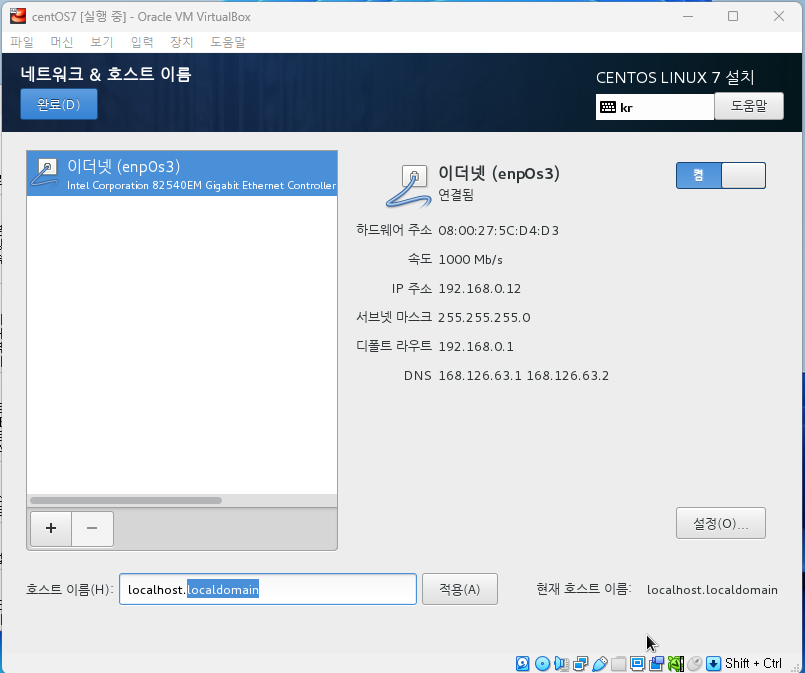 centOS7 [실행 중] - Oracle VM VirtualBox
파일 머신 보기 입력 장치 도움말
네트워크 & 호스트 이름
CENTOS LINUX 7 설치
완료(D)
kr
도움말
이더넷 (enp0s3)
Intel Corporation 82540EM Gigabit Ethernet Controller
이더넷 (enp0s3)
연결됨
켬
하드웨어 주소 08:00:27:5C:D4:D3
속도 1000 Mb/s
IP 주소 192.168.0.12
서브넷 마스크 255.255.255.0
디폴트 라우트 192.168.0.1
DNS 168.126.63.1 168.126.63.2
+ −
설정(O)...
호스트 이름(H): localhost.localdomain 적용(A) 현재 호스트 이름: localhost.localdomain
Shift + Ctrl